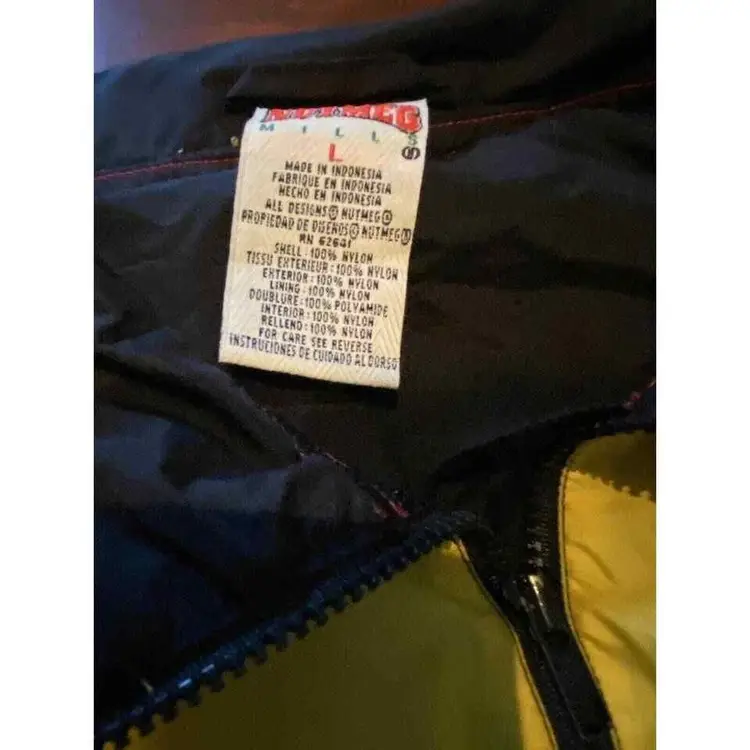 NUTMEG
MILLS
L
MADE IN INDONESIA
FABRIQUE EN INDONESIA
HECHO EN INDONESIA
ALL DESIGNS © NUTMEG
PROPIEDAD DE DISENOS © NUTMEG
RN 62641
SHELL: 100% NYLON
TISSU EXTERIEUR: 100% NYLON
EXTERIOR: 100% NYLON
LINING: 100% NYLON
DOUBLURE: 100% POLYAMIDE
INTERIOR: 100% NYLON
RELLEND: 100% NYLON
FOR CARE SEE REVERSE
INSTRUCIONES DE CUIDADO AL DORSO